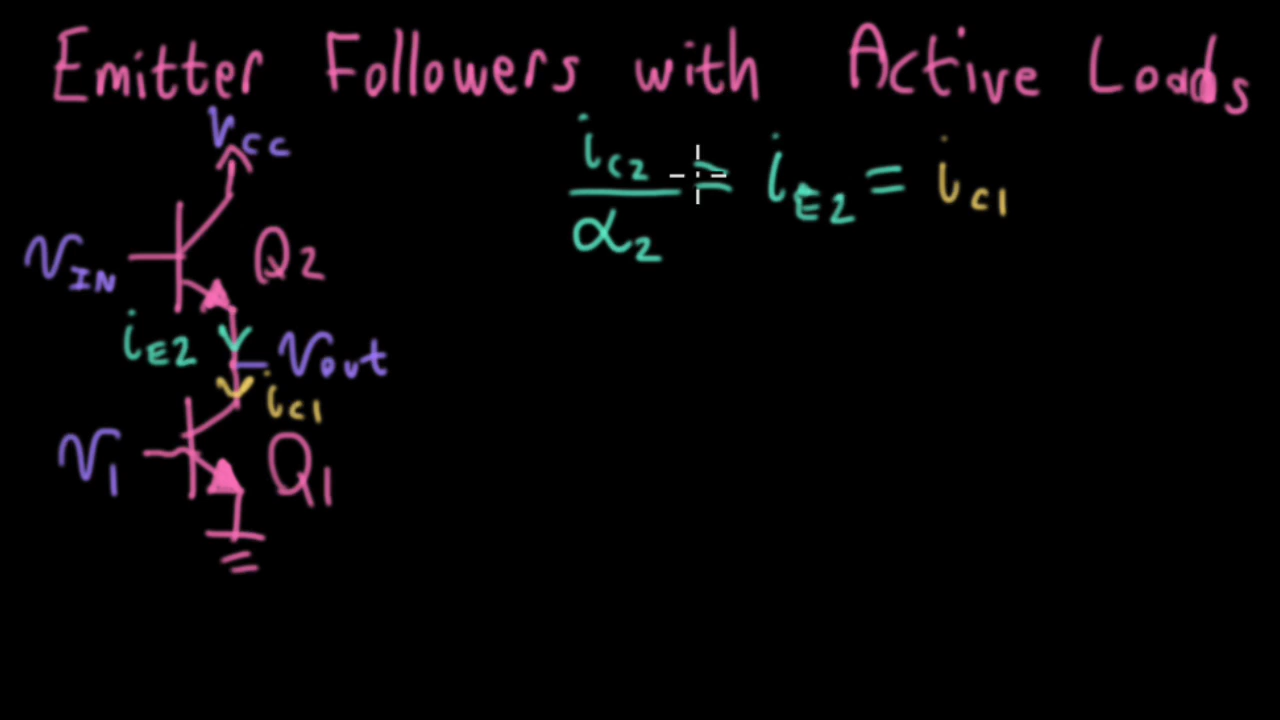 Emitter Followers with Active Loads
VCC
iC2 / α2 = iE2 = iC1
VIN
Q2
iE2
Vout
iC1
V1
Q1